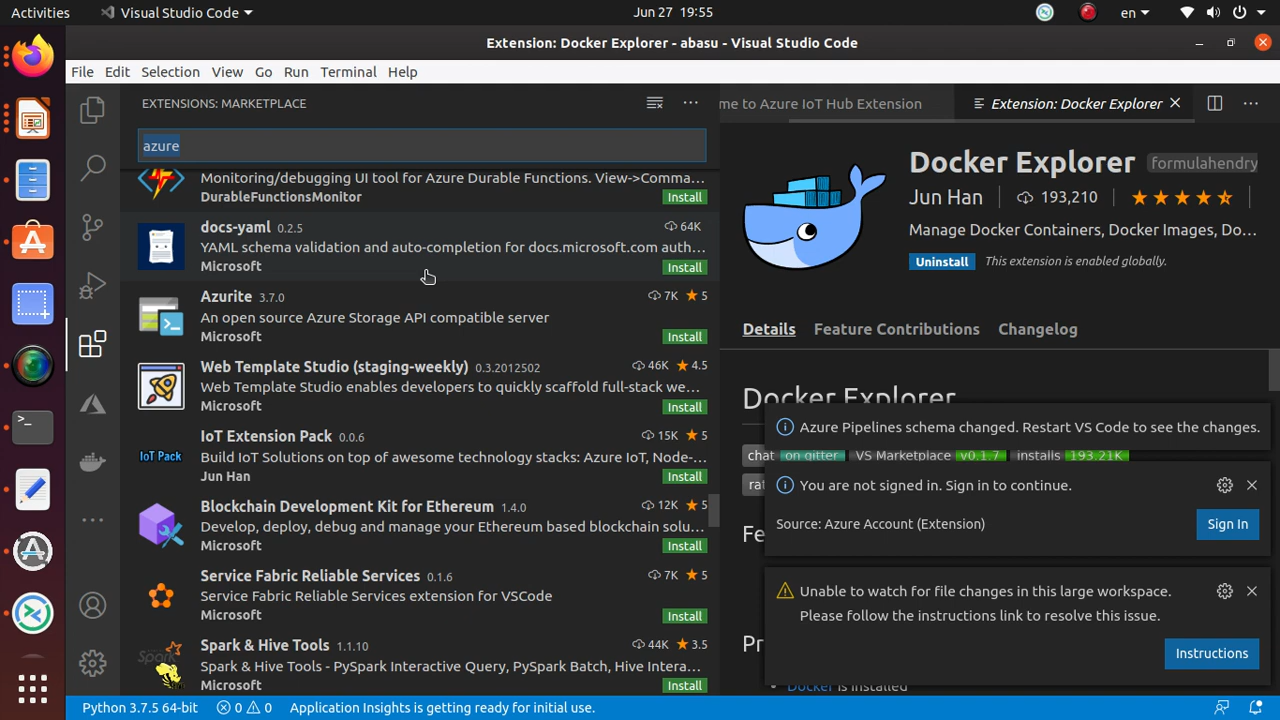 Activities
Visual Studio Code
Jun 27 19:55
en
Extension: Docker Explorer - abasu - Visual Studio Code
File Edit Selection View Go Run Terminal Help
EXTENSIONS: MARKETPLACE
azure
Monitoring/debugging UI tool for Azure Durable Functions. View->Comma...
DurableFunctionsMonitor
Install
docs-yaml 0.2.5
64K
YAML schema validation and auto-completion for docs.microsoft.com auth...
Microsoft
Install
Azurite 3.7.0
7K 5
An open source Azure Storage API compatible server
Microsoft
Install
Web Template Studio (staging-weekly) 0.3.2012502
46K 4.5
Web Template Studio enables developers to quickly scaffold full-stack we...
Microsoft
Install
IoT Pack
IoT Extension Pack 0.0.6
15K 5
Build IoT Solutions on top of awesome technology stacks: Azure IoT, Node-...
Jun Han
Install
Blockchain Development Kit for Ethereum 1.4.0
12K 5
Develop, deploy, debug and manage your Ethereum based blockchain solu...
Microsoft
Install
Service Fabric Reliable Services 0.1.6
7K 5
Service Fabric Reliable Services extension for VSCode
Microsoft
Install
Spark
Spark & Hive Tools 1.1.10
44K 3.5
Spark & Hive Tools - PySpark Interactive Query, PySpark Batch, Hive Intera...
Microsoft
Install
me to Azure IoT Hub Extension
Extension: Docker Explorer
Docker Explorer formulahendry
Jun Han 193,210
Manage Docker Containers, Docker Images, Do...
Uninstall This extension is enabled globally.
Details Feature Contributions Changelog
Docker Explorer
Azure Pipelines schema changed. Restart VS Code to see the changes.
chat on gitter VS Marketplace v0.1.7 installs 193.21K
rat
You are not signed in. Sign in to continue.
Source: Azure Account (Extension)
Sign In
Fe
Unable to watch for file changes in this large workspace.
Please follow the instructions link to resolve this issue.
Instructions
Pr
Docker is installed
Python 3.7.5 64-bit 0 0 Application Insights is getting ready for initial use.